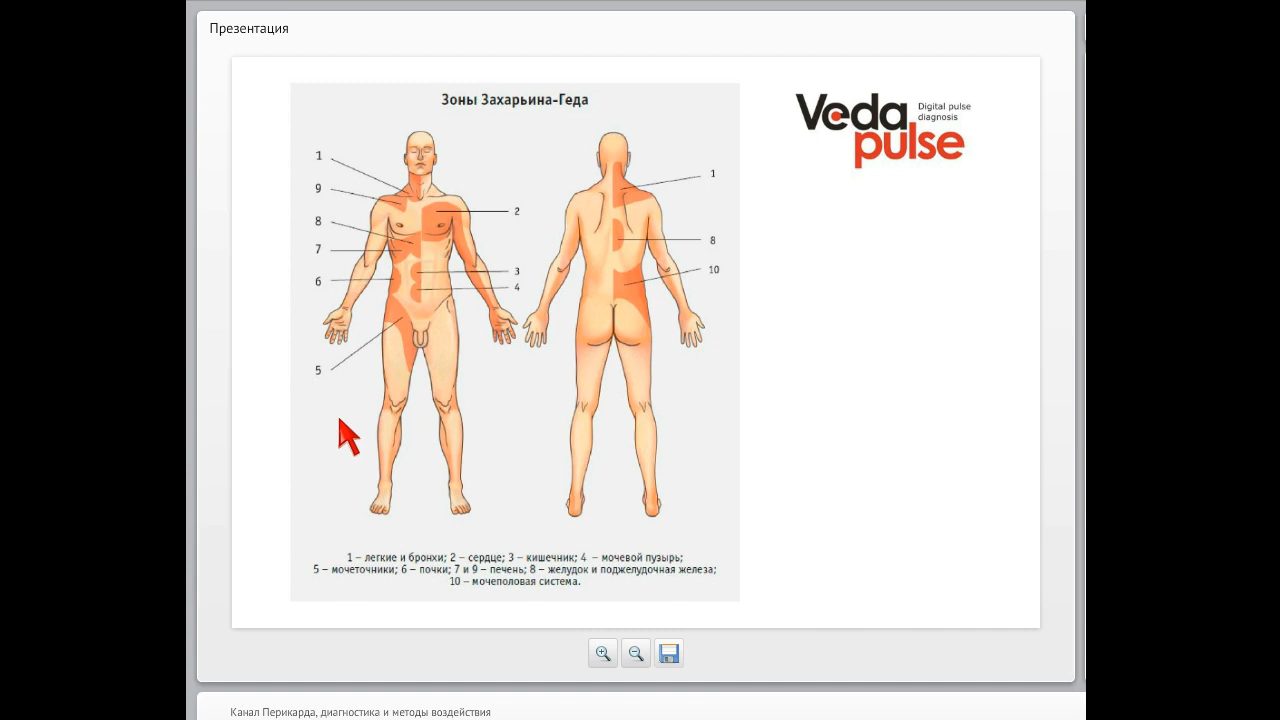 Презентация
Зоны Захарьина-Геда
Veda
pulse
Digital pulse
diagnosis
1
9
8
7
6
5
2
3
4
1
8
10
1 – легкие и бронхи; 2 – сердце; 3 – кишечник; 4 – мочевой пузырь;
5 – мочеточники; 6 – почки; 7 и 9 – печень; 8 – желудок и поджелудочная железа;
10 – мочеполовая система.
Канал Перикарда, диагностика и методы воздействия